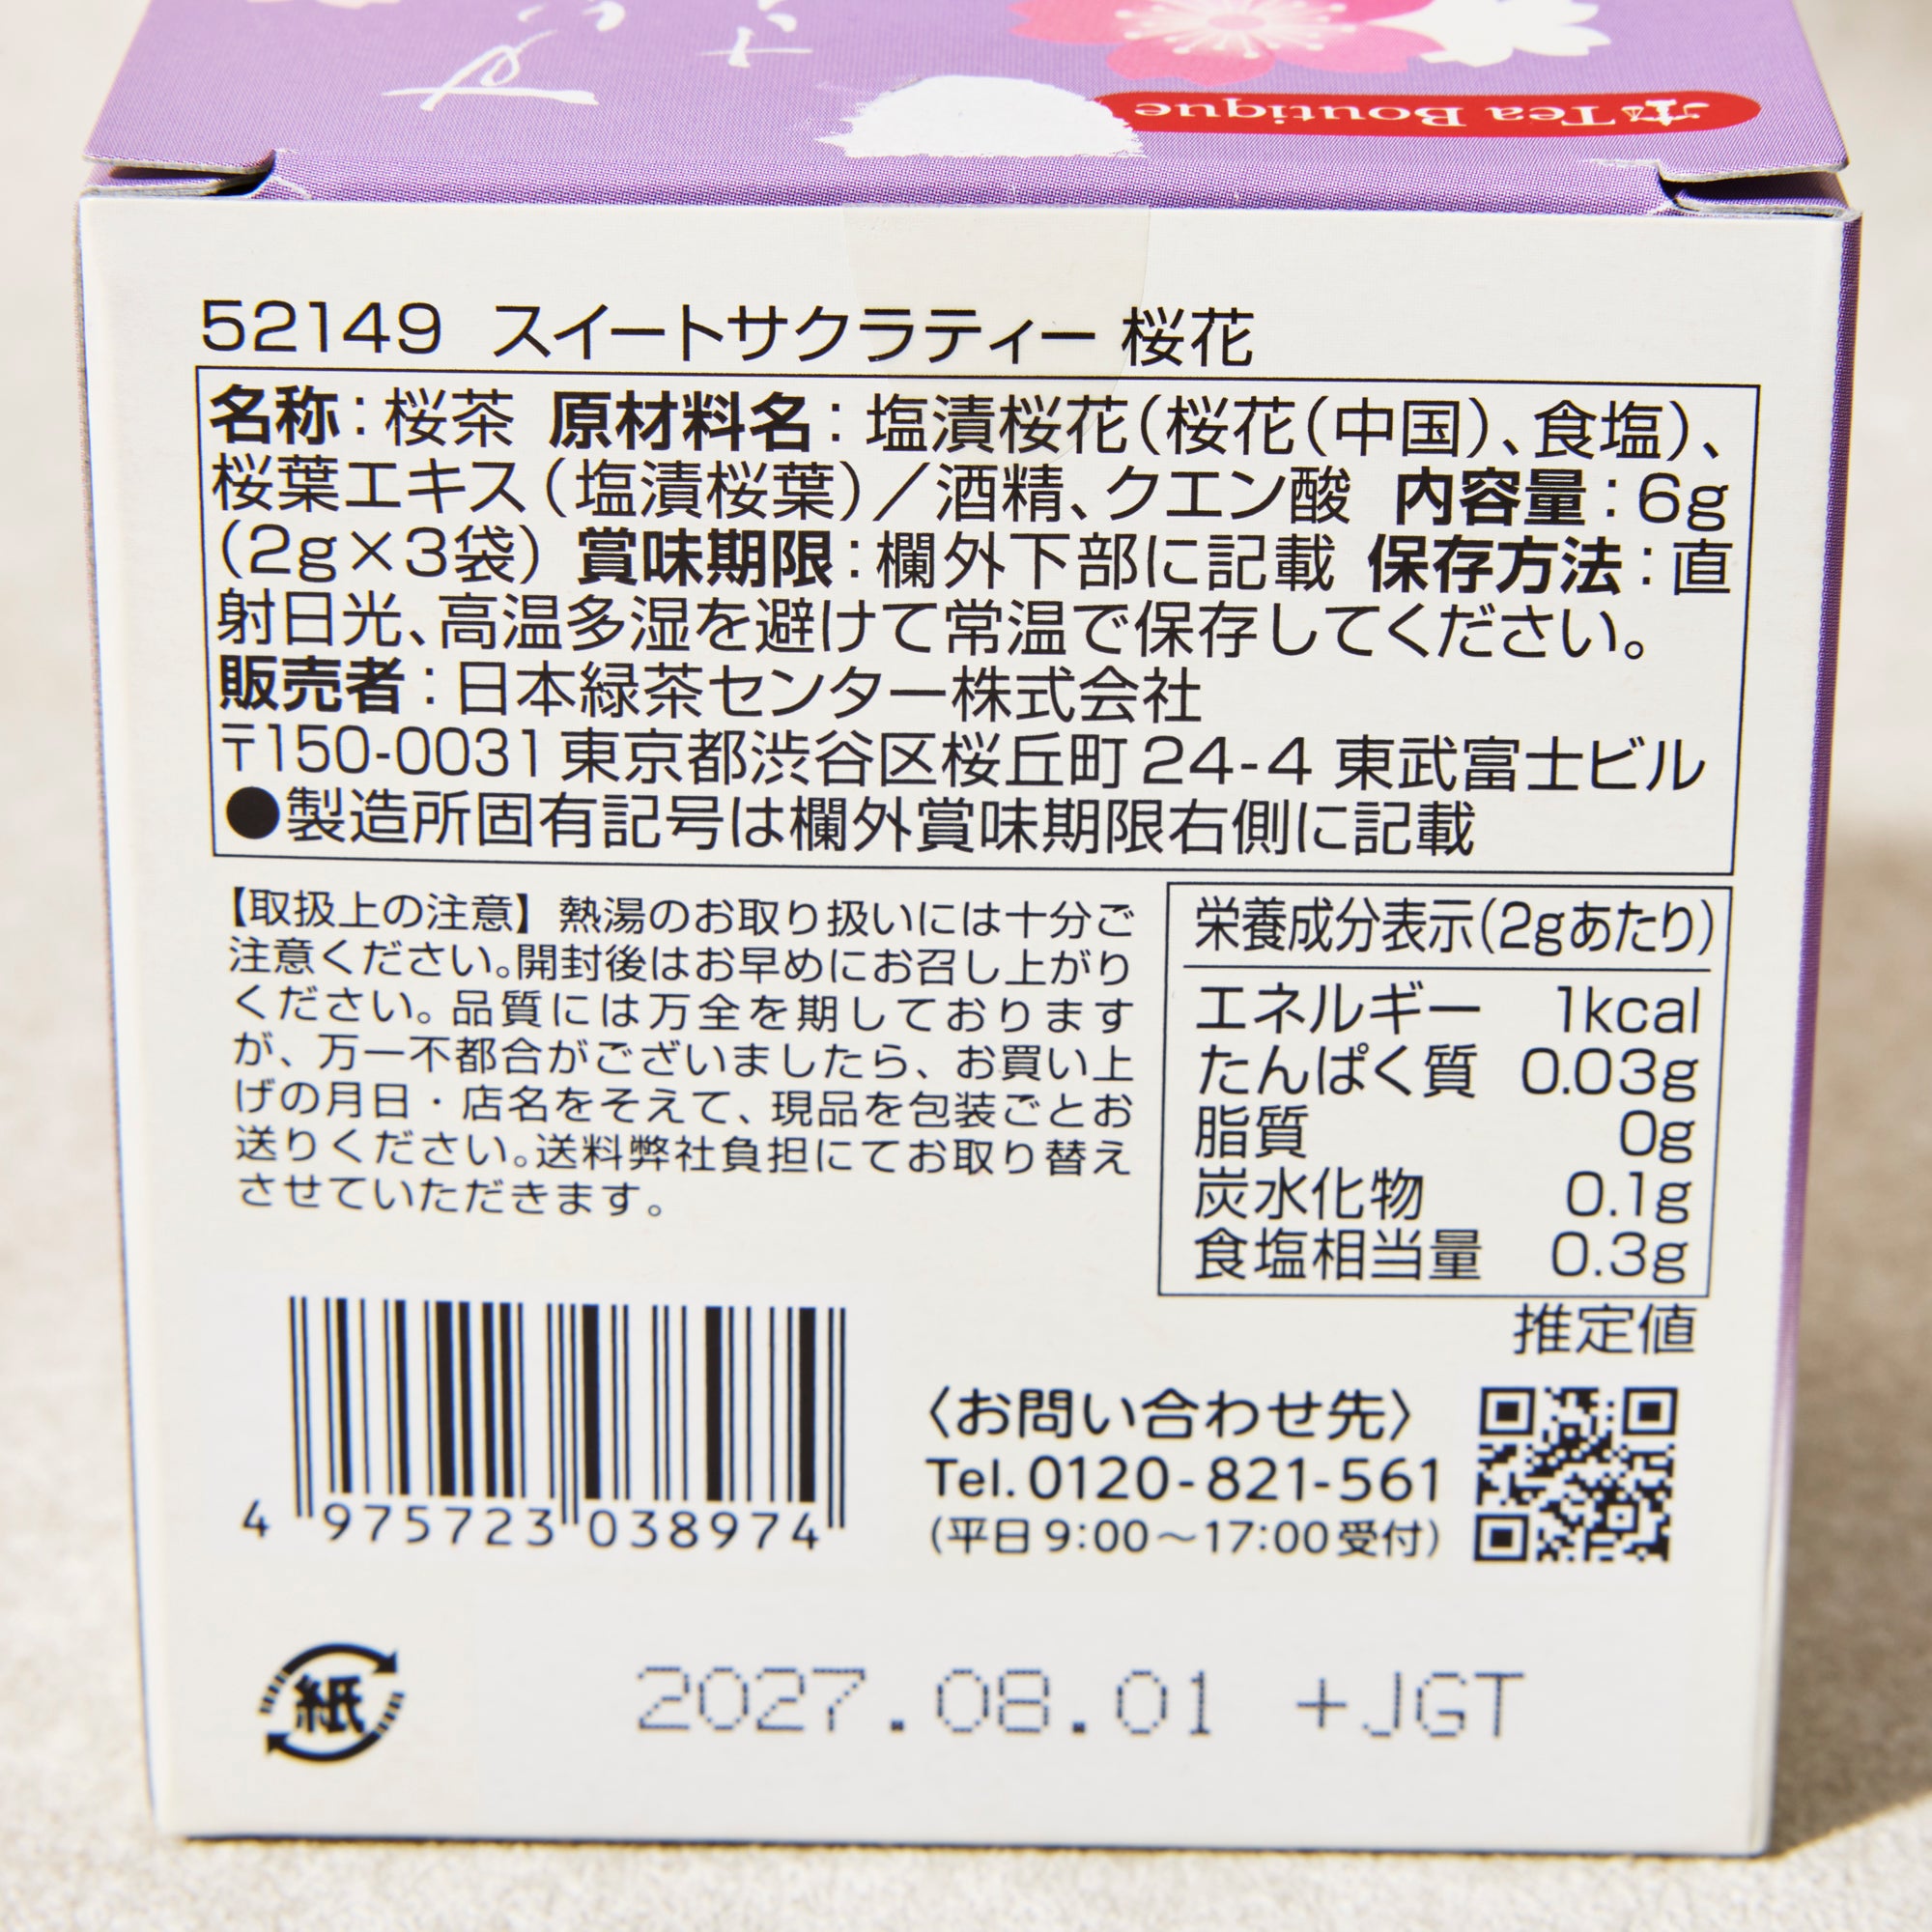 Tea Boutique
52149 スイートサクラティー 桜花
名称：桜茶 原材料名：塩漬桜花（桜花（中国）、食塩）、
桜葉エキス（塩漬桜葉）／酒精、クエン酸 内容量：6g
（2g×3袋）賞味期限：欄外下部に記載 保存方法：直
射日光、高温多湿を避けて常温で保存してください。
販売者：日本緑茶センター株式会社
〒150-0031東京都渋谷区桜丘町24-4 東武富士ビル
●製造所固有記号は欄外賞味期限右側に記載
【取扱上の注意】熱湯のお取り扱いには十分ご
注意ください。開封後はお早めにお召し上がり
ください。品質には万全を期しております
が、万一不都合がございましたら、お買い上
げの月日・店名をそえて、現品を包装ごとお
送りください。送料弊社負担にてお取り替え
させていただきます。
栄養成分表示（2gあたり）
エネルギー 1kcal
たんぱく質 0.03g
脂質 0g
炭水化物 0.1g
食塩相当量 0.3g
推定値
4 975723 038974
〈お問い合わせ先〉
Tel.0120-821-561
（平日9:00～17:00受付）
紙
2027.08.01 +JGT